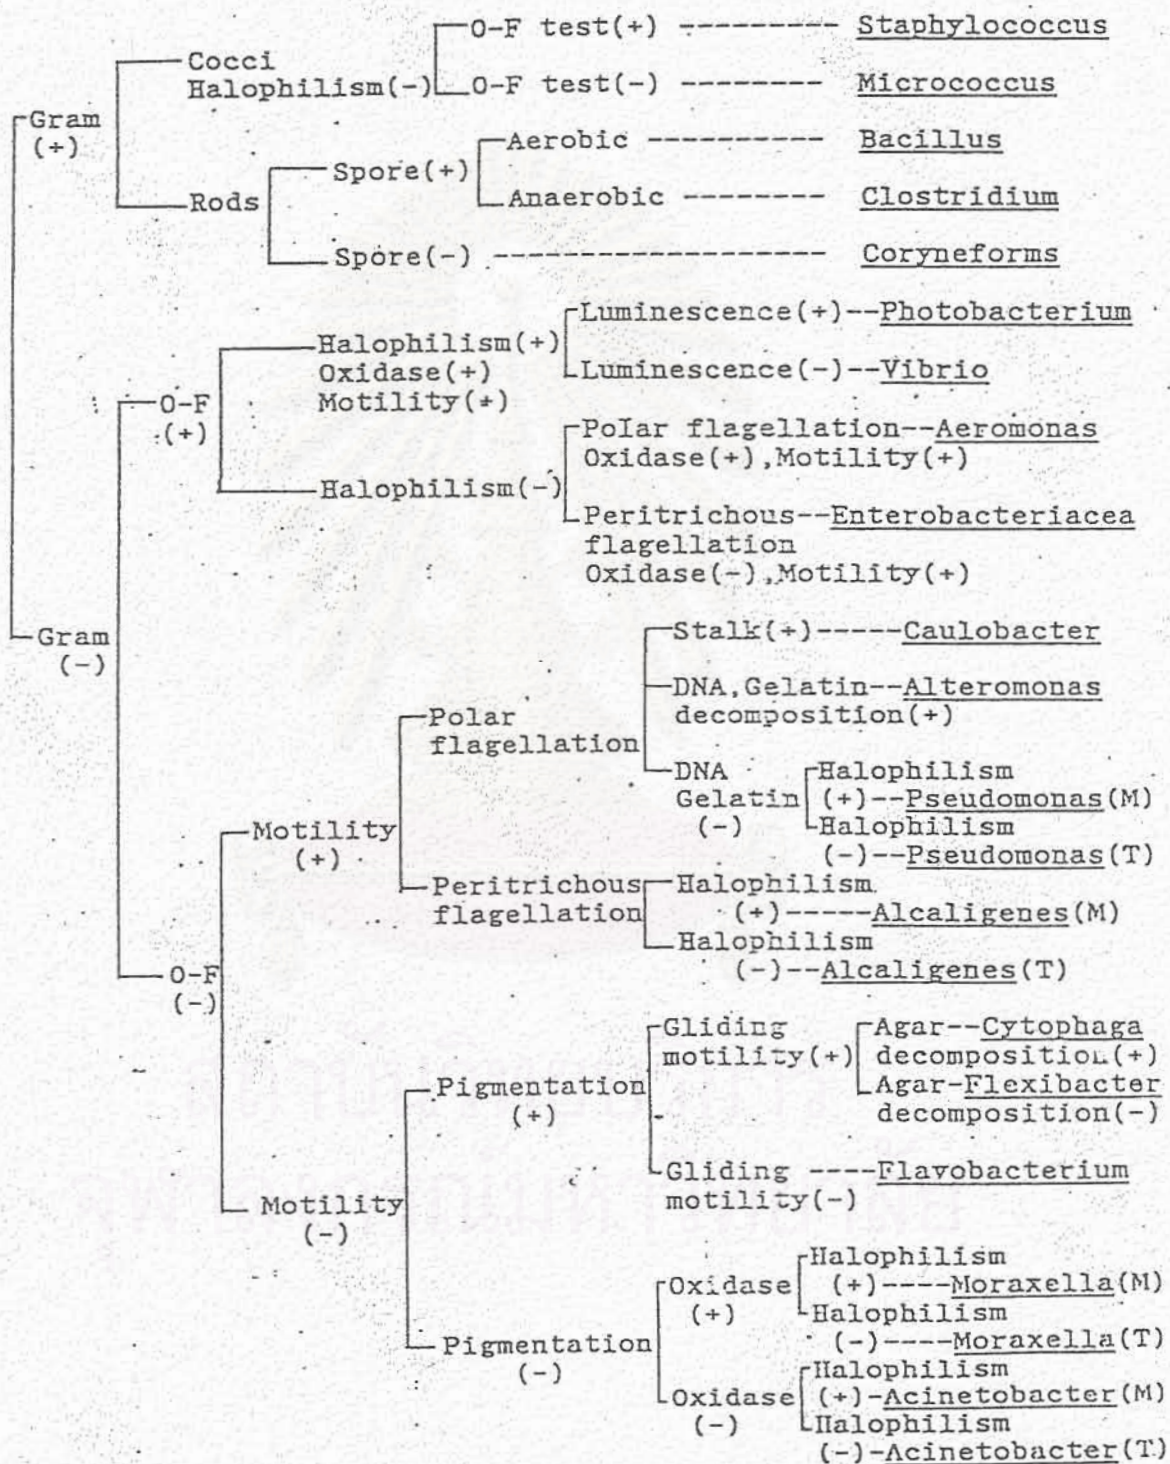 O-F test(+) ---------- Staphylococcus
Cocci
Halophilism(-)
O-F test(-) -------- Micrococcus
Gram
(+)
Aerobic ---------- Bacillus
Spore(+)
Anaerobic -------- Clostridium
Rods
Spore(-) ------------------- Coryneforms
Luminescence(+)--Photobacterium
Halophilism(+)
Oxidase(+)
Motility(+)
Luminescence(-)--Vibrio
O-F
(+)
Polar flagellation--Aeromonas
Oxidase(+),Motility(+)
Halophilism(-)
Peritrichous--Enterobacteriacea
flagellation
Oxidase(-),Motility(+)
Gram
(-)
Stalk(+)-----Caulobacter
DNA,Gelatin--Alteromonas
decomposition(+)
Polar
flagellation
DNA
Gelatin
(-)
Halophilism
(+)--Pseudomonas(M)
Halophilism
(-)--Pseudomonas(T)
Motility
(+)
Peritrichous
flagellation
Halophilism
(+)-----Alcaligenes(M)
Halophilism
(-)--Alcaligenes(T)
O-F
(-)
Gliding
motility(+)
Agar--Cytophaga
decomposition(+)
Agar-Flexibacter
decomposition(-)
Pigmentation
(+)
Gliding ----Flavobacterium
motility(-)
Motility
(-)
Oxidase
(+)
Halophilism
(+)----Moraxella(M)
Halophilism
(-)----Moraxella(T)
Pigmentation
(-)
Oxidase
(-)
Halophilism
(+)-Acinetobacter(M)
Halophilism
(-)-Acinetobacter(T)